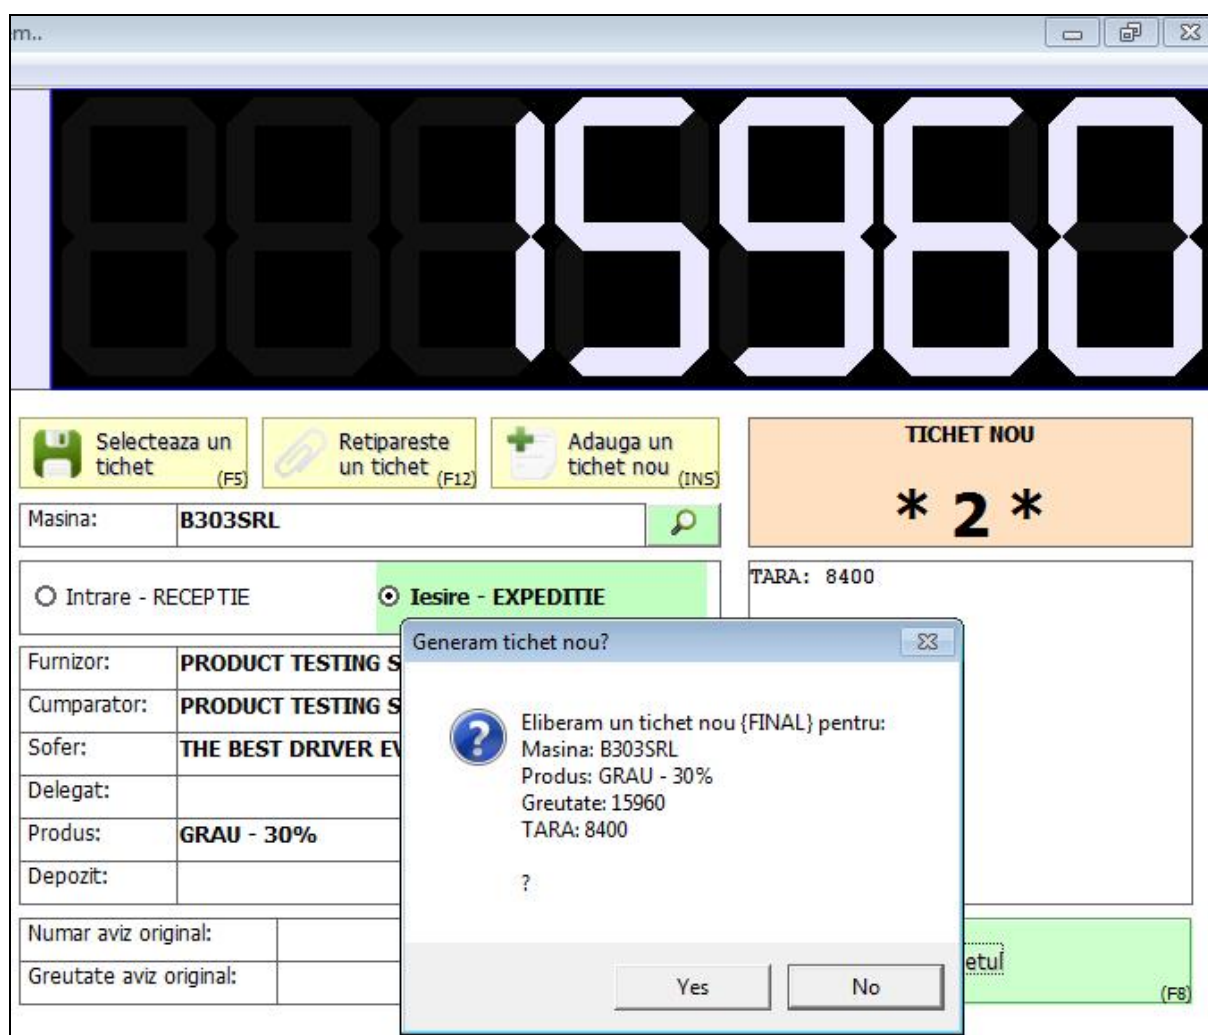 m..
15960
Selecteaza un
tichet (F5)
Retipareste
un tichet (F12)
Adauga un
tichet nou (INS)
TICHET NOU
* 2 *
Masina: B303SRL
Intrare - RECEPTIE
Iesire - EXPEDITIE
TARA: 8400
Generam tichet nou?
Furnizor: PRODUCT TESTING S
Cumparator: PRODUCT TESTING S
Sofer: THE BEST DRIVER EV
Delegat:
Produs: GRAU - 30%
Depozit:
Eliberam un tichet nou {FINAL} pentru:
Masina: B303SRL
Produs: GRAU - 30%
Greutate: 15960
TARA: 8400
?
Numar aviz original:
Greutate aviz original:
Yes
No
etul
(F8)